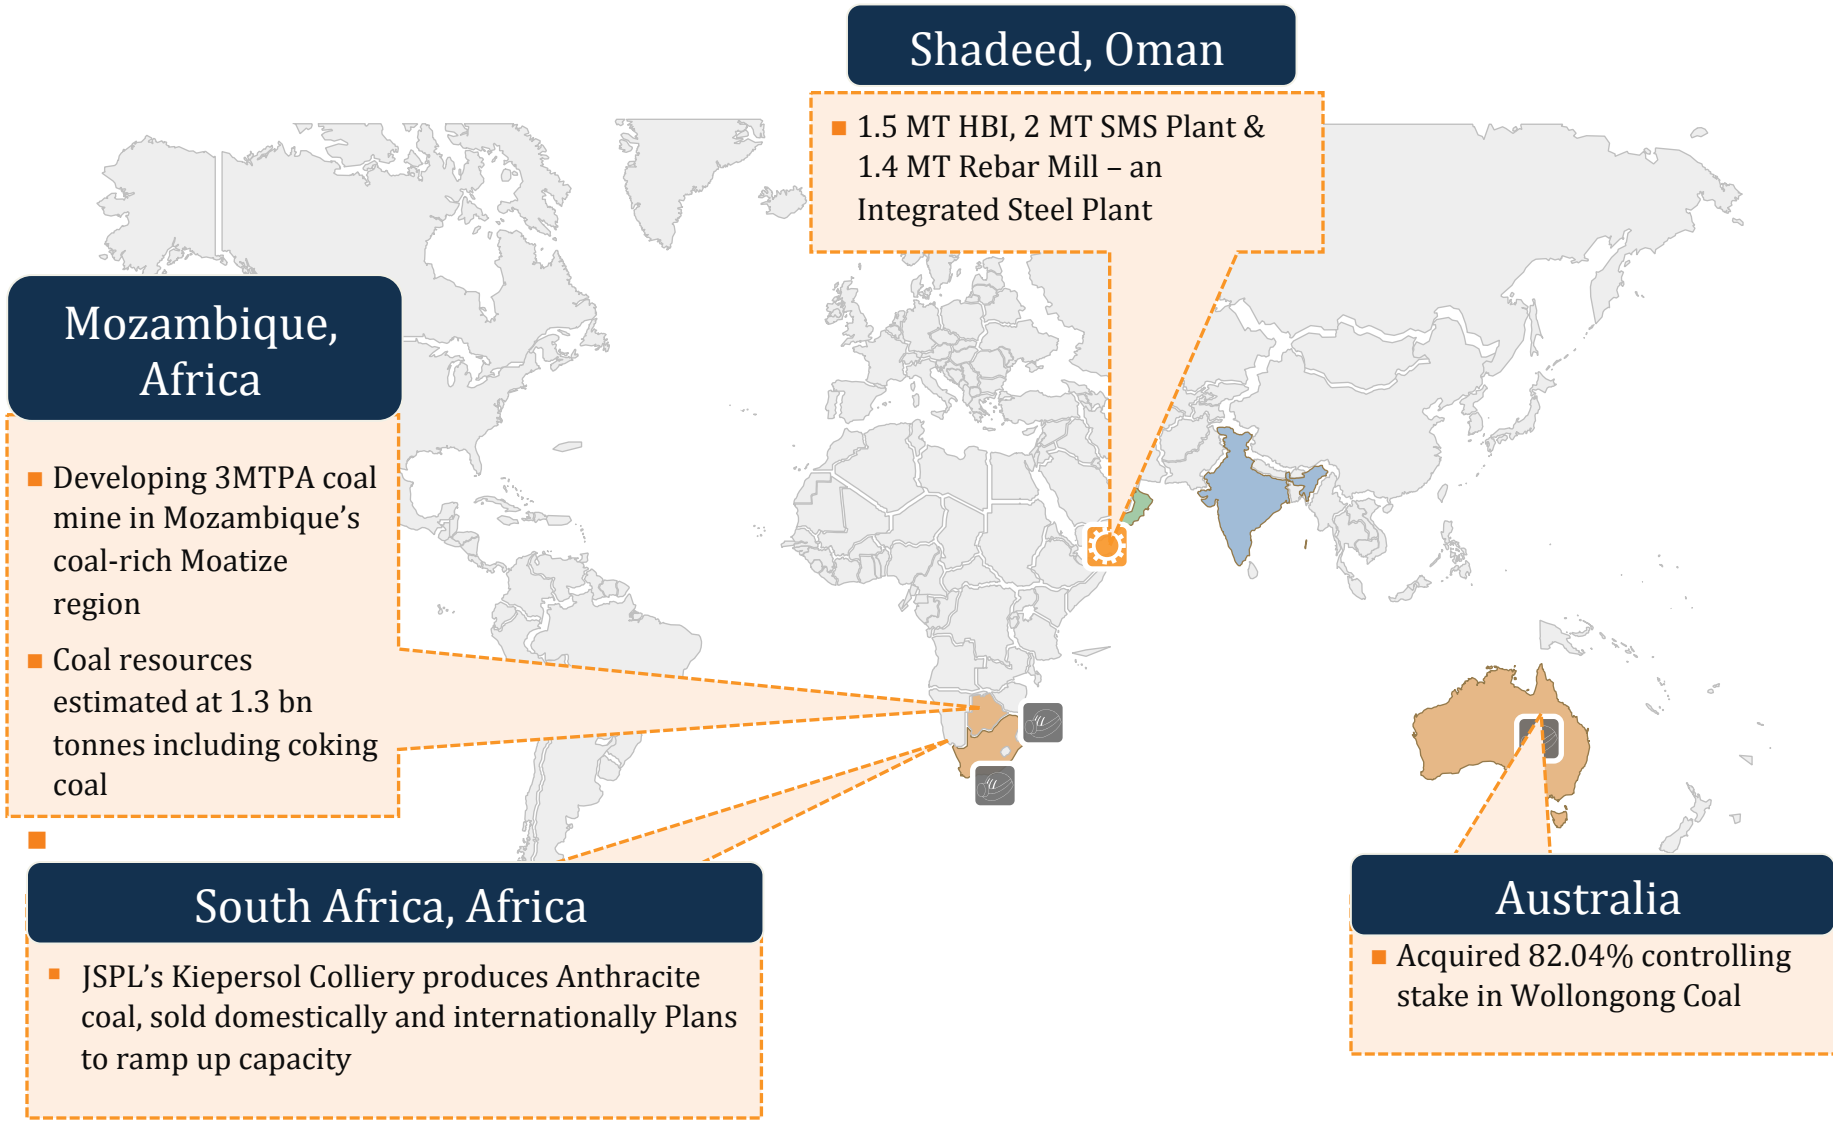 Shadeed, Oman
■ 1.5 MT HBI, 2 MT SMS Plant &
1.4 MT Rebar Mill – an
Integrated Steel Plant
Mozambique,
Africa
■ Developing 3MTPA coal
mine in Mozambique’s
coal-rich Moatize
region
■ Coal resources
estimated at 1.3 bn
tonnes including coking
coal
■
South Africa, Africa
■ JSPL’s Kiepersol Colliery produces Anthracite
coal, sold domestically and internationally Plans
to ramp up capacity
Australia
■ Acquired 82.04% controlling
stake in Wollongong Coal